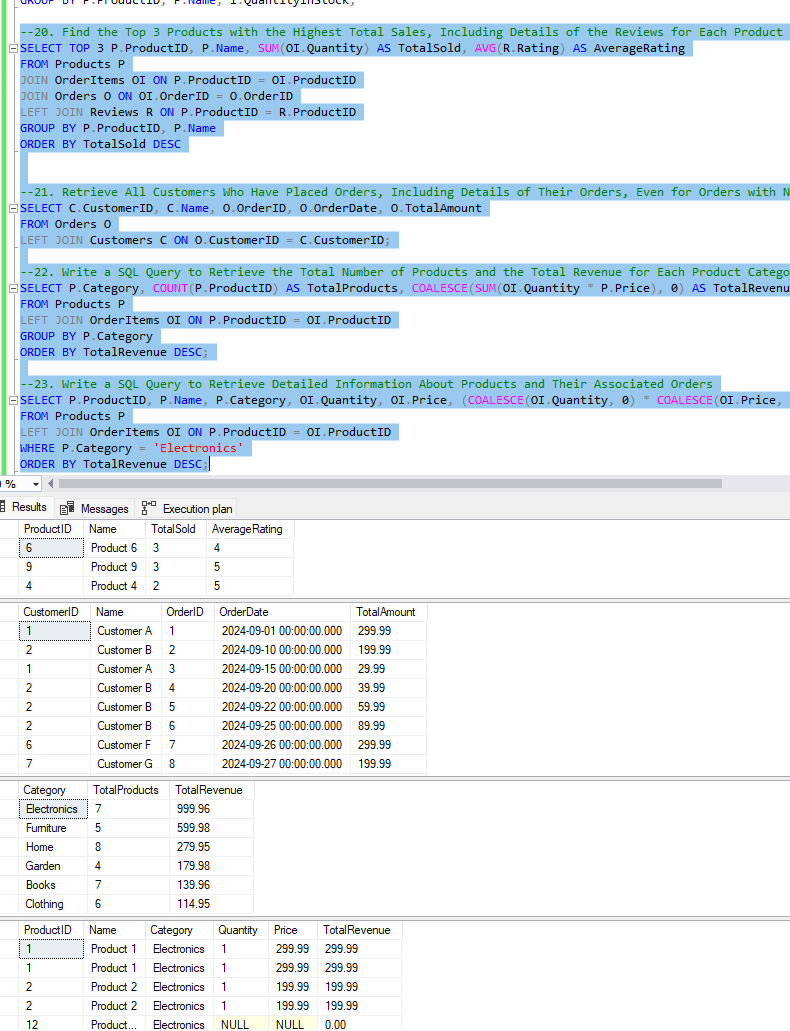 GROUP BY P.ProductID, P.Name, I.QuantityInStock;
--20. Find the Top 3 Products with the Highest Total Sales, Including Details of the Reviews for Each Product
SELECT TOP 3 P.ProductID, P.Name, SUM(OI.Quantity) AS TotalSold, AVG(R.Rating) AS AverageRating
FROM Products P
JOIN OrderItems OI ON P.ProductID = OI.ProductID
JOIN Orders O ON OI.OrderID = O.OrderID
LEFT JOIN Reviews R ON P.ProductID = R.ProductID
GROUP BY P.ProductID, P.Name
ORDER BY TotalSold DESC
--21. Retrieve All Customers Who Have Placed Orders, Including Details of Their Orders, Even for Orders with N
SELECT C.CustomerID, C.Name, O.OrderID, O.OrderDate, O.TotalAmount
FROM Orders O
LEFT JOIN Customers C ON O.CustomerID = C.CustomerID;
--22. Write a SQL Query to Retrieve the Total Number of Products and the Total Revenue for Each Product Catego
SELECT P.Category, COUNT(P.ProductID) AS TotalProducts, COALESCE(SUM(OI.Quantity * P.Price), 0) AS TotalRevenu
FROM Products P
LEFT JOIN OrderItems OI ON P.ProductID = OI.ProductID
GROUP BY P.Category
ORDER BY TotalRevenue DESC;
--23. Write a SQL Query to Retrieve Detailed Information About Products and Their Associated Orders
SELECT P.ProductID, P.Name, P.Category, OI.Quantity, OI.Price, (COALESCE(OI.Quantity, 0) * COALESCE(OI.Price,
FROM Products P
LEFT JOIN OrderItems OI ON P.ProductID = OI.ProductID
WHERE P.Category = 'Electronics'
ORDER BY TotalRevenue DESC;
%
Results Messages Execution plan
ProductID Name TotalSold AverageRating
6 Product 6 3 4
9 Product 9 3 5
4 Product 4 2 5
CustomerID Name OrderID OrderDate TotalAmount
1 Customer A 1 2024-09-01 00:00:00.000 299.99
2 Customer B 2 2024-09-10 00:00:00.000 199.99
1 Customer A 3 2024-09-15 00:00:00.000 29.99
2 Customer B 4 2024-09-20 00:00:00.000 39.99
2 Customer B 5 2024-09-22 00:00:00.000 59.99
2 Customer B 6 2024-09-25 00:00:00.000 89.99
6 Customer F 7 2024-09-26 00:00:00.000 299.99
7 Customer G 8 2024-09-27 00:00:00.000 199.99
Category TotalProducts TotalRevenue
Electronics 7 999.96
Furniture 5 599.98
Home 8 279.95
Garden 4 179.98
Books 7 139.96
Clothing 6 114.95
ProductID Name Category Quantity Price TotalRevenue
1 Product 1 Electronics 1 299.99 299.99
1 Product 1 Electronics 1 299.99 299.99
2 Product 2 Electronics 1 199.99 199.99
2 Product 2 Electronics 1 199.99 199.99
12 Product... Electronics NULL NULL 0.00